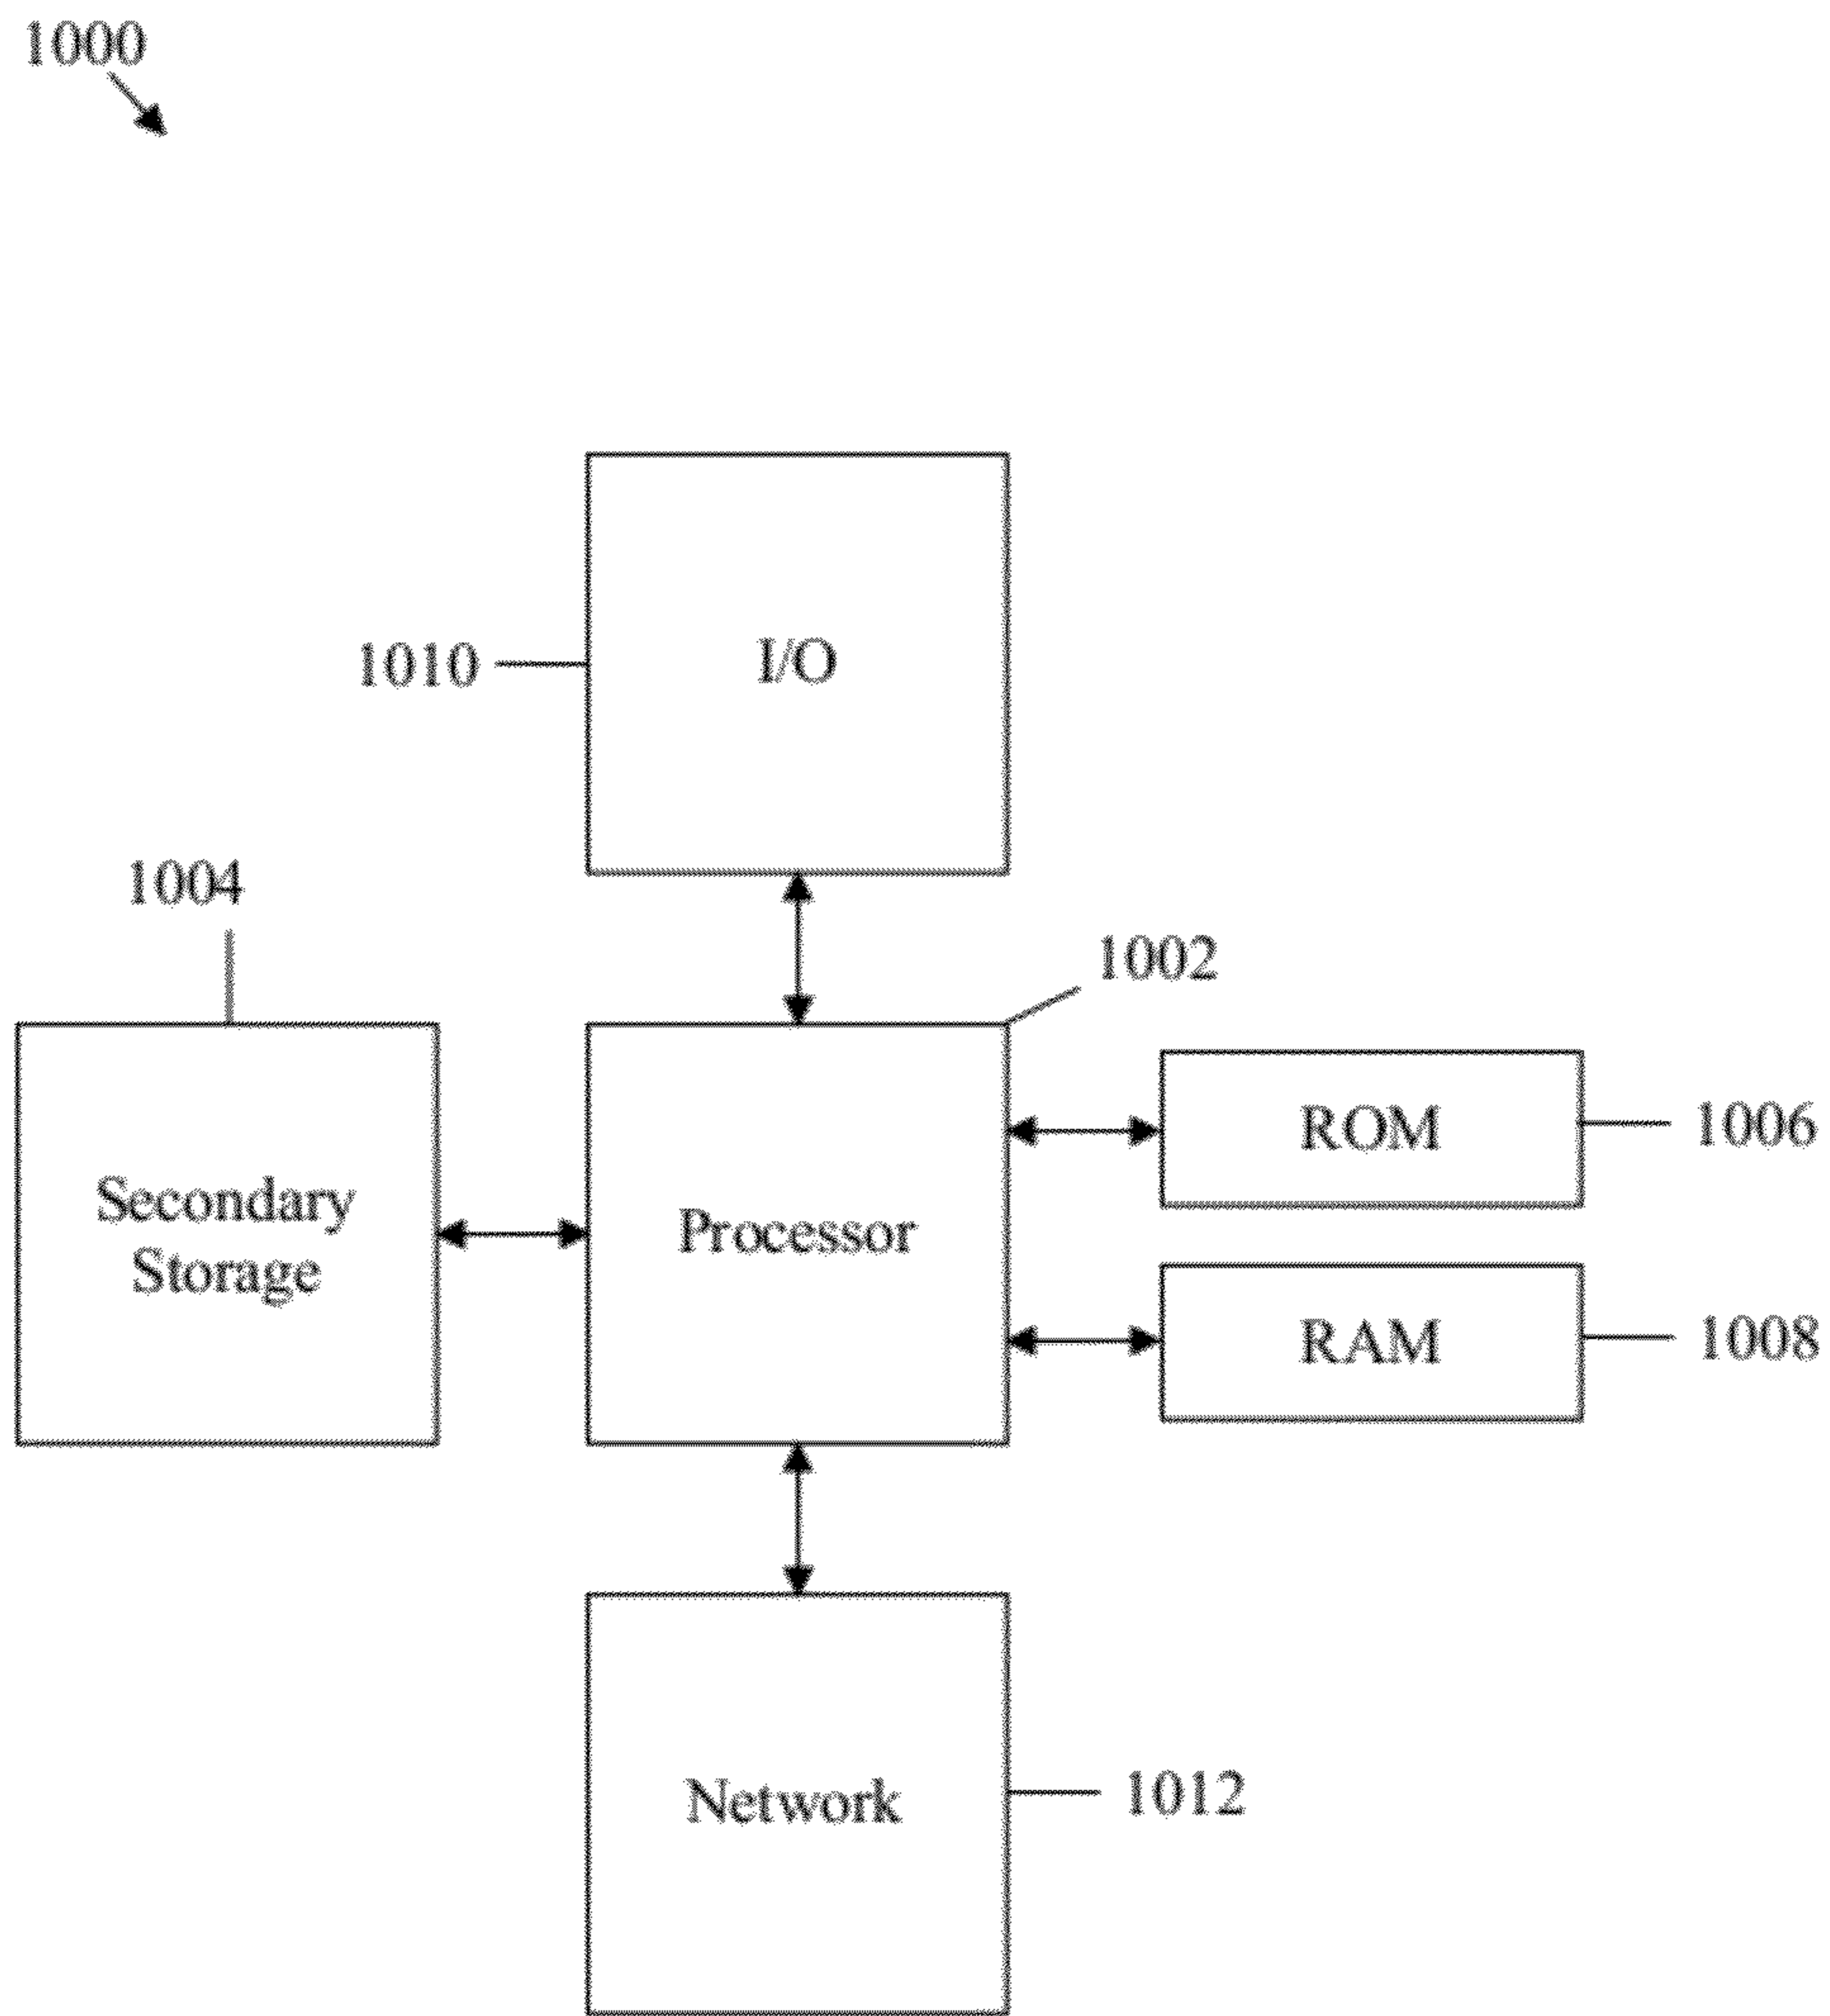 1000
I/O
1010
1004
1002
ROM
1006
Secondary
Storage
Processor
RAM
1008
Network
1012